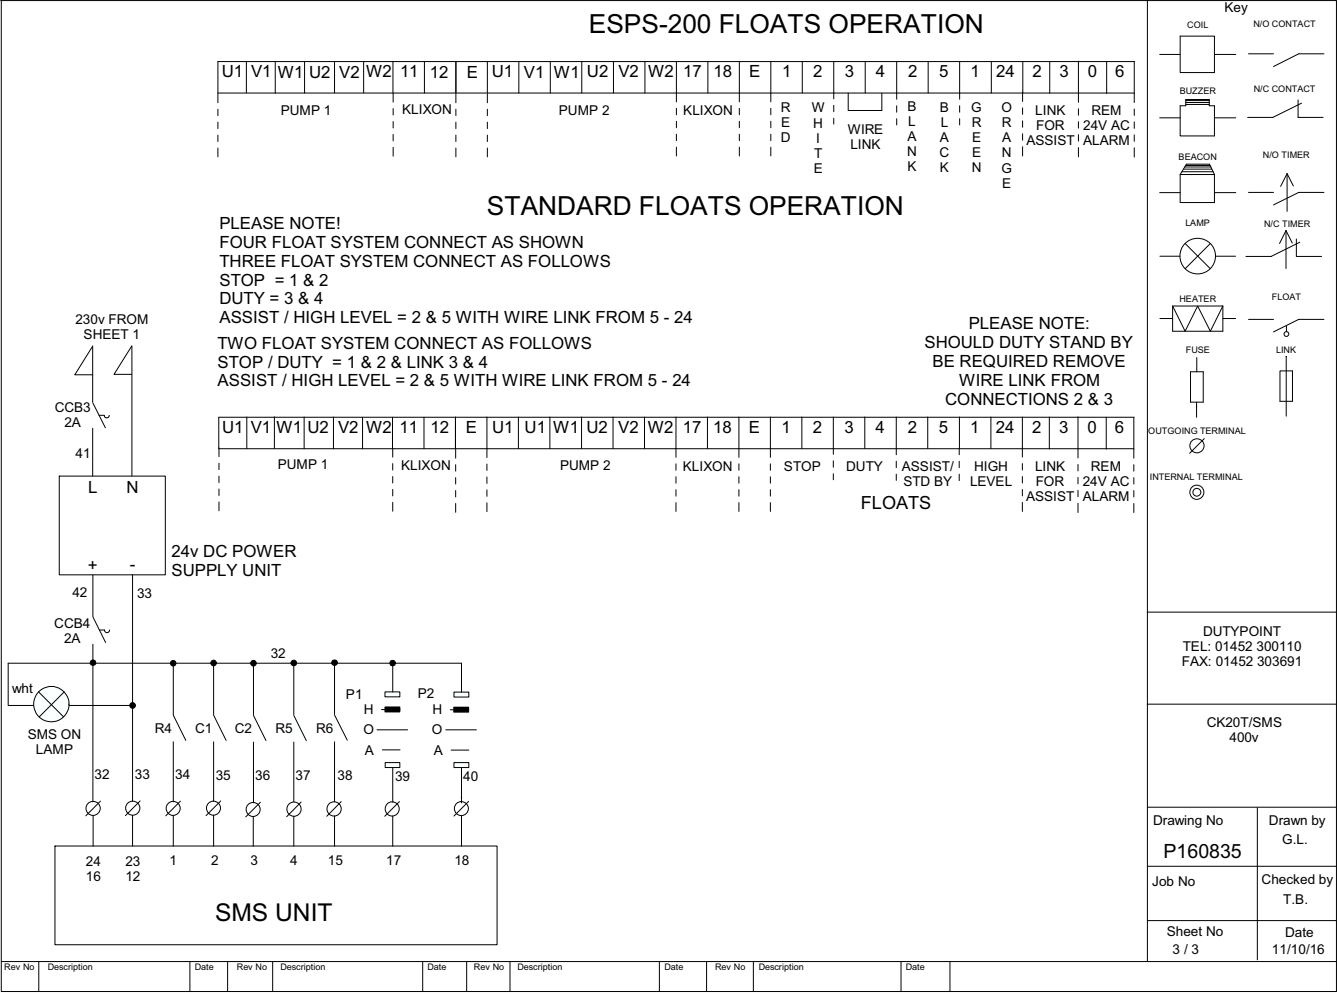 ESPS-200 FLOATS OPERATION
U1 V1 W1 U2 V2 W2 11 12 E U1 V1 W1 U2 V2 W2 17 18 E 1 2 3 4 2 5 1 24 2 3 0 6
PUMP 1
KLIXON
PUMP 2
KLIXON
RED
WHITE
WIRE
LINK
BLANK
BLACK
GREEN
ORANGE
LINK
FOR
ASSIST
REM
24V AC
ALARM
STANDARD FLOATS OPERATION
PLEASE NOTE!
FOUR FLOAT SYSTEM CONNECT AS SHOWN
THREE FLOAT SYSTEM CONNECT AS FOLLOWS
STOP = 1 & 2
DUTY = 3 & 4
ASSIST / HIGH LEVEL = 2 & 5 WITH WIRE LINK FROM 5 - 24
TWO FLOAT SYSTEM CONNECT AS FOLLOWS
STOP / DUTY = 1 & 2 & LINK 3 & 4
ASSIST / HIGH LEVEL = 2 & 5 WITH WIRE LINK FROM 5 - 24
PLEASE NOTE:
SHOULD DUTY STAND BY
BE REQUIRED REMOVE
WIRE LINK FROM
CONNECTIONS 2 & 3
U1 V1 W1 U2 V2 W2 11 12 E U1 U1 W1 U2 V2 W2 17 18 E 1 2 3 4 2 5 1 24 2 3 0 6
PUMP 1
KLIXON
PUMP 2
KLIXON
STOP
DUTY
ASSIST/
STD BY
HIGH
LEVEL
LINK
FOR
ASSIST
REM
24V AC
ALARM
FLOATS
230v FROM
SHEET 1
CCB3
2A
41
L N
+ -
24v DC POWER
SUPPLY UNIT
42 33
CCB4
2A
32
wht
SMS ON
LAMP
R4 C1 C2 R5 R6
P1
H
O
A
P2
H
O
A
32 33 34 35 36 37 38 39 40
24 23 1 2 3 4 15 17 18
16 12
SMS UNIT
Key
COIL
N/O CONTACT
BUZZER
N/C CONTACT
BEACON
N/O TIMER
LAMP
N/C TIMER
HEATER
FLOAT
FUSE
LINK
OUTGOING TERMINAL
INTERNAL TERMINAL
DUTYPOINT
TEL: 01452 300110
FAX: 01452 303691
CK20T/SMS
400v
Drawing No
P160835
Drawn by
G.L.
Job No
Checked by
T.B.
Sheet No
3 / 3
Date
11/10/16
Rev No Description Date Rev No Description Date Rev No Description Date Rev No Description Date